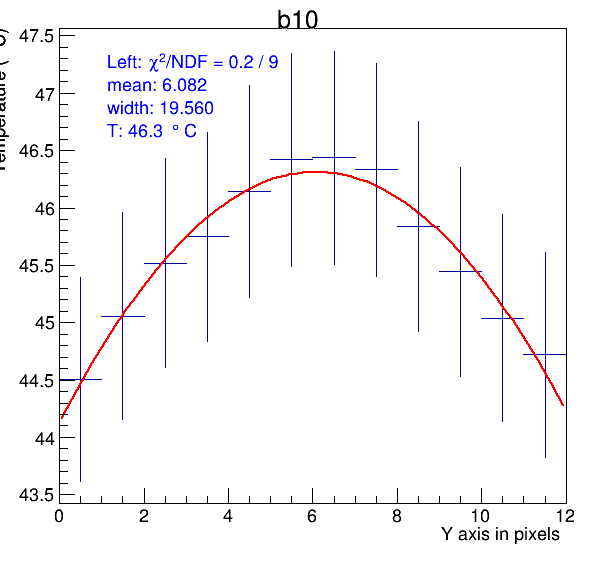 b10
Left: χ²/NDF = 0.2 / 9
mean: 6.082
width: 19.560
T: 46.3 ° C
47.5
47
46.5
46
45.5
45
44.5
44
43.5
0 2 4 6 8 10 12
Y axis in pixels